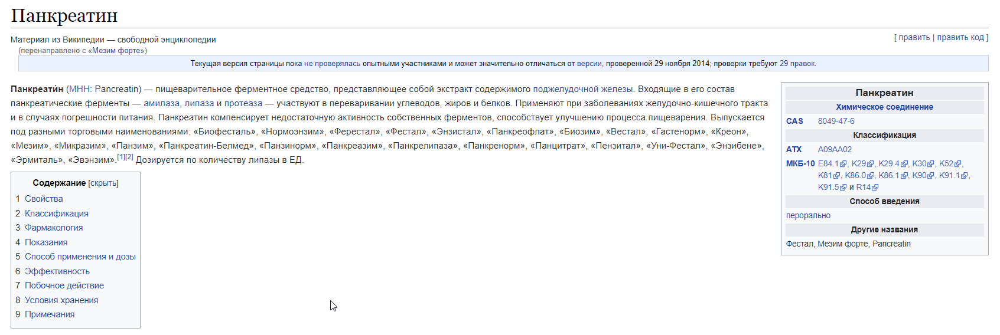 Панкреатин
Материал из Википедии — свободной энциклопедии
[ править | править код ]
(перенаправлено с «Мезим форте»)
Текущая версия страницы пока не проверялась опытными участниками и может значительно отличаться от версии, проверенной 29 ноября 2014; проверки требуют 29 правок.
Панкреати́н (МНН: Pancreatin) — пищеварительное ферментное средство, представляющее собой экстракт содержимого поджелудочной железы. Входящие в его состав
панкреатические ферменты — амилаза, липаза и протеаза — участвуют в переваривании углеводов, жиров и белков. Применяют при заболеваниях желудочно-кишечного тракта
и в случаях погрешности питания. Панкреатин компенсирует недостаточную активность собственных ферментов, способствует улучшению процесса пищеварения. Выпускается
под разными торговыми наименованиями: «Биофесталь», «Нормоэнзим», «Ферестал», «Фестал», «Энзистал», «Панкреофлат», «Биозим», «Вестал», «Гастенорм», «Креон»,
«Мезим», «Микразим», «Панзим», «Панкреатин-Белмед», «Панзинорм», «Панкреазим», «Панкрелипаза», «Панкренорм», «Панцитрат», «Пензитал», «Уни-Фестал», «Энзибене»,
«Эрмиталь», «Эвэнзим».[1][2] Дозируется по количеству липазы в ЕД.
Содержание [скрыть]
1 Свойства
2 Классификация
3 Фармакология
4 Показания
5 Способ применения и дозы
6 Эффективность
7 Побочное действие
8 Условия хранения
9 Примечания
Панкреатин
Химическое соединение
CAS 8049-47-6
Классификация
АТХ A09AA02
МКБ-10 E84.1, K29, K29.4, K30, K52,
K81, K86.0, K86.1, K90, K91.1,
K91.5 и R14
Способ введения
перорально
Другие названия
Фестал, Мезим форте, Pancreatin